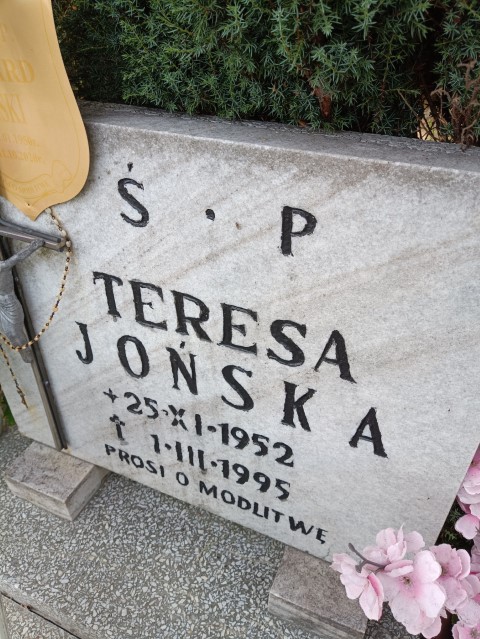 Ś · P
TERESA
JOŃSKA
+25·XI·1952
† 1·III·1995
PROSI O MODLITWĘ